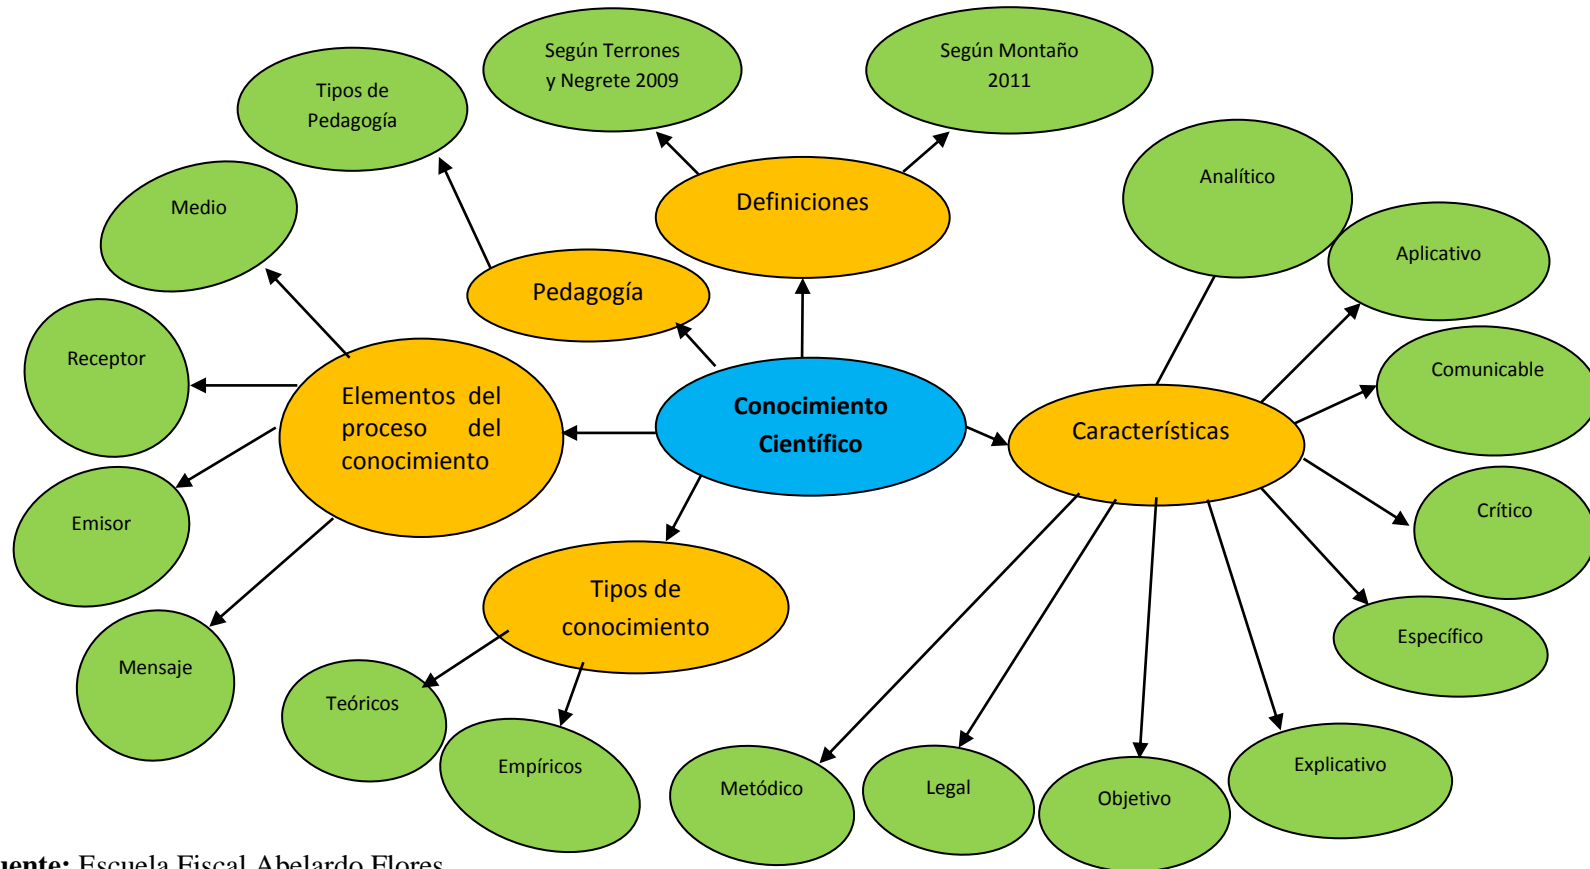 Según Terrones
y Negrete 2009
Según Montaño
2011
Tipos de
Pedagogía
Analítico
Medio
Definiciones
Aplicativo
Pedagogía
Receptor
Comunicable
Elementos del
proceso del
conocimiento
Conocimiento
Científico
Características
Emisor
Crítico
Tipos de
conocimiento
Específico
Mensaje
Teóricos
Empíricos
Metódico
Legal
Objetivo
Explicativo
uente: Escuela Fiscal Abelardo Flores